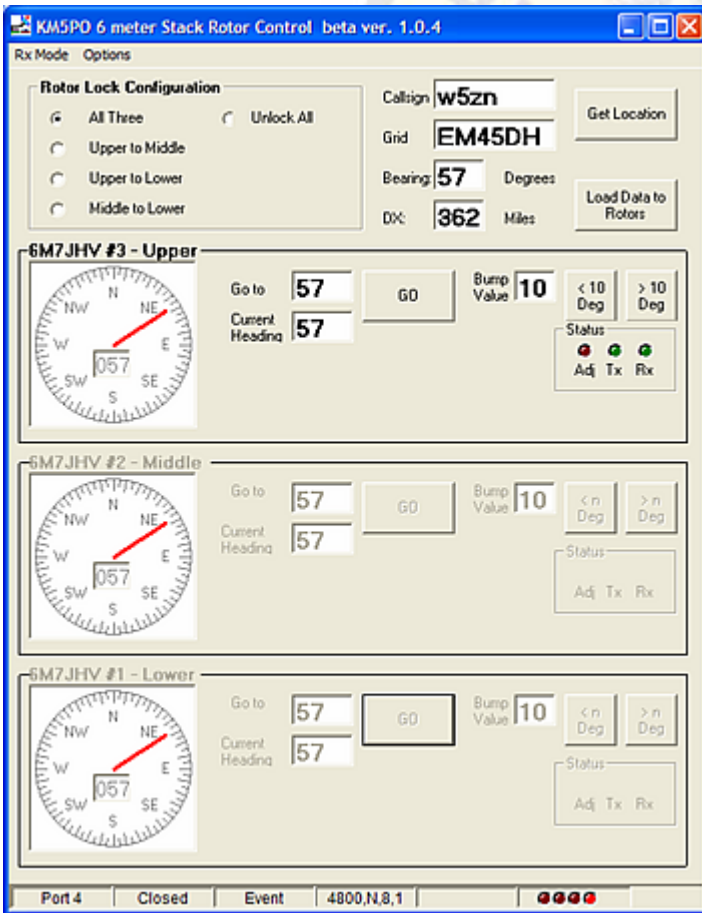 KM5PO 6 meter Stack Rotor Control beta ver. 1.0.4
Rx Mode Options
Rotor Lock Configuration
All Three Unlock All
Upper to Middle
Upper to Lower
Middle to Lower
Callsign w5zn
Grid EM45DH
Bearing: 57 Degrees
DX: 362 Miles
Get Location
Load Data to
Rotors
6M7JHV #3 - Upper
N
NW NE
W E
057
SW SE
S
Go to 57
Current
Heading 57
GO
Bump
Value 10
< 10
Deg
> 10
Deg
Status
Adj Tx Rx
6M7JHV #2 - Middle
N
NW NE
W E
057
SW SE
S
Go to 57
Current
Heading 57
GO
Bump
Value 10
< n
Deg
> n
Deg
Status
Adj Tx Rx
6M7JHV #1 - Lower
N
NW NE
W E
057
SW SE
S
Go to 57
Current
Heading 57
GO
Bump
Value 10
< n
Deg
> n
Deg
Status
Adj Tx Rx
Port 4 Closed Event 4800,N,8,1